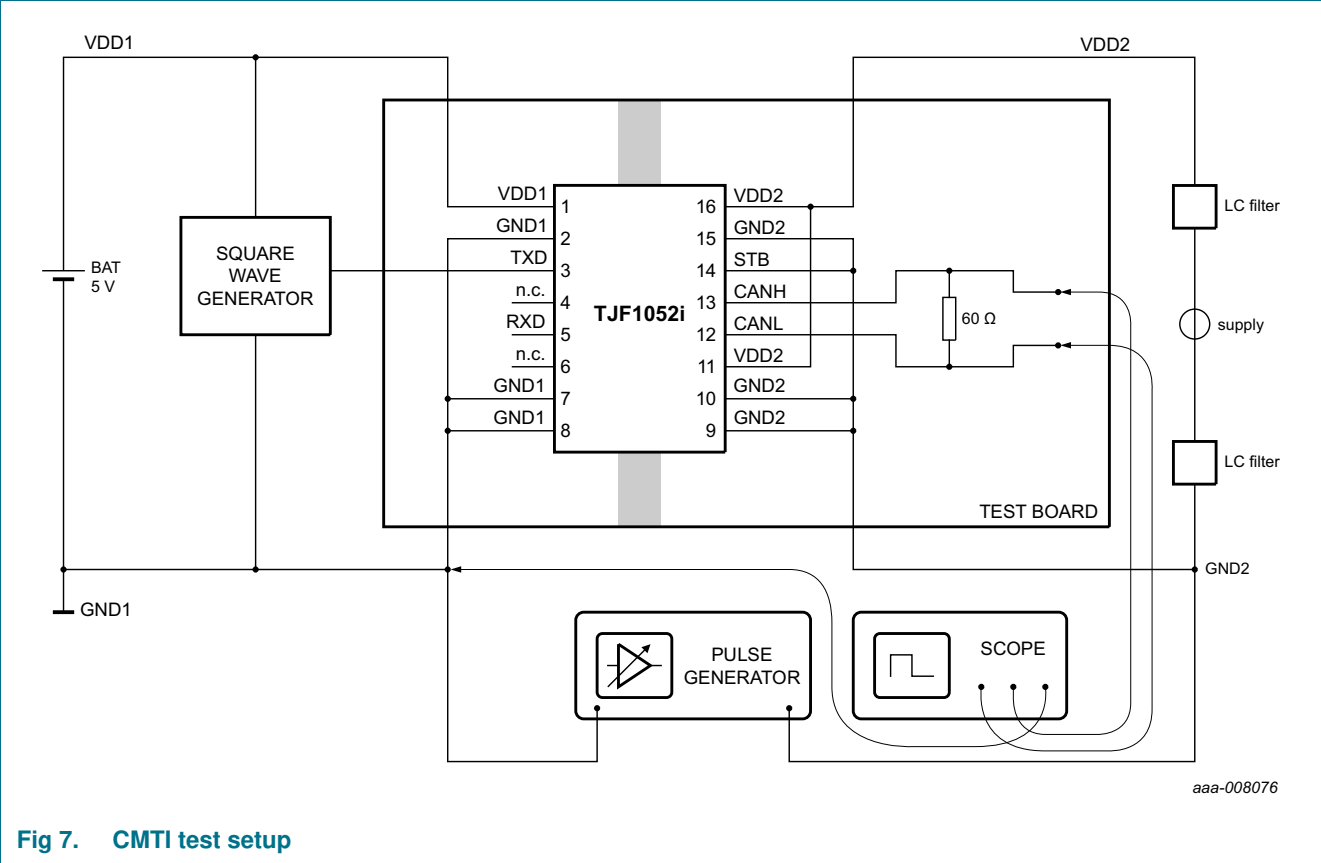 VDD1
VDD2
BAT
5 V
SQUARE
WAVE
GENERATOR
VDD1
1
GND1
2
TXD
3
n.c.
4
RXD
5
n.c.
6
GND1
7
GND1
8
TJF1052i
16
VDD2
15
GND2
14
STB
13
CANH
12
CANL
11
VDD2
10
GND2
9
GND2
60 Ω
LC filter
supply
LC filter
TEST BOARD
GND1
GND2
PULSE
GENERATOR
SCOPE
aaa-008076
Fig 7. CMTI test setup